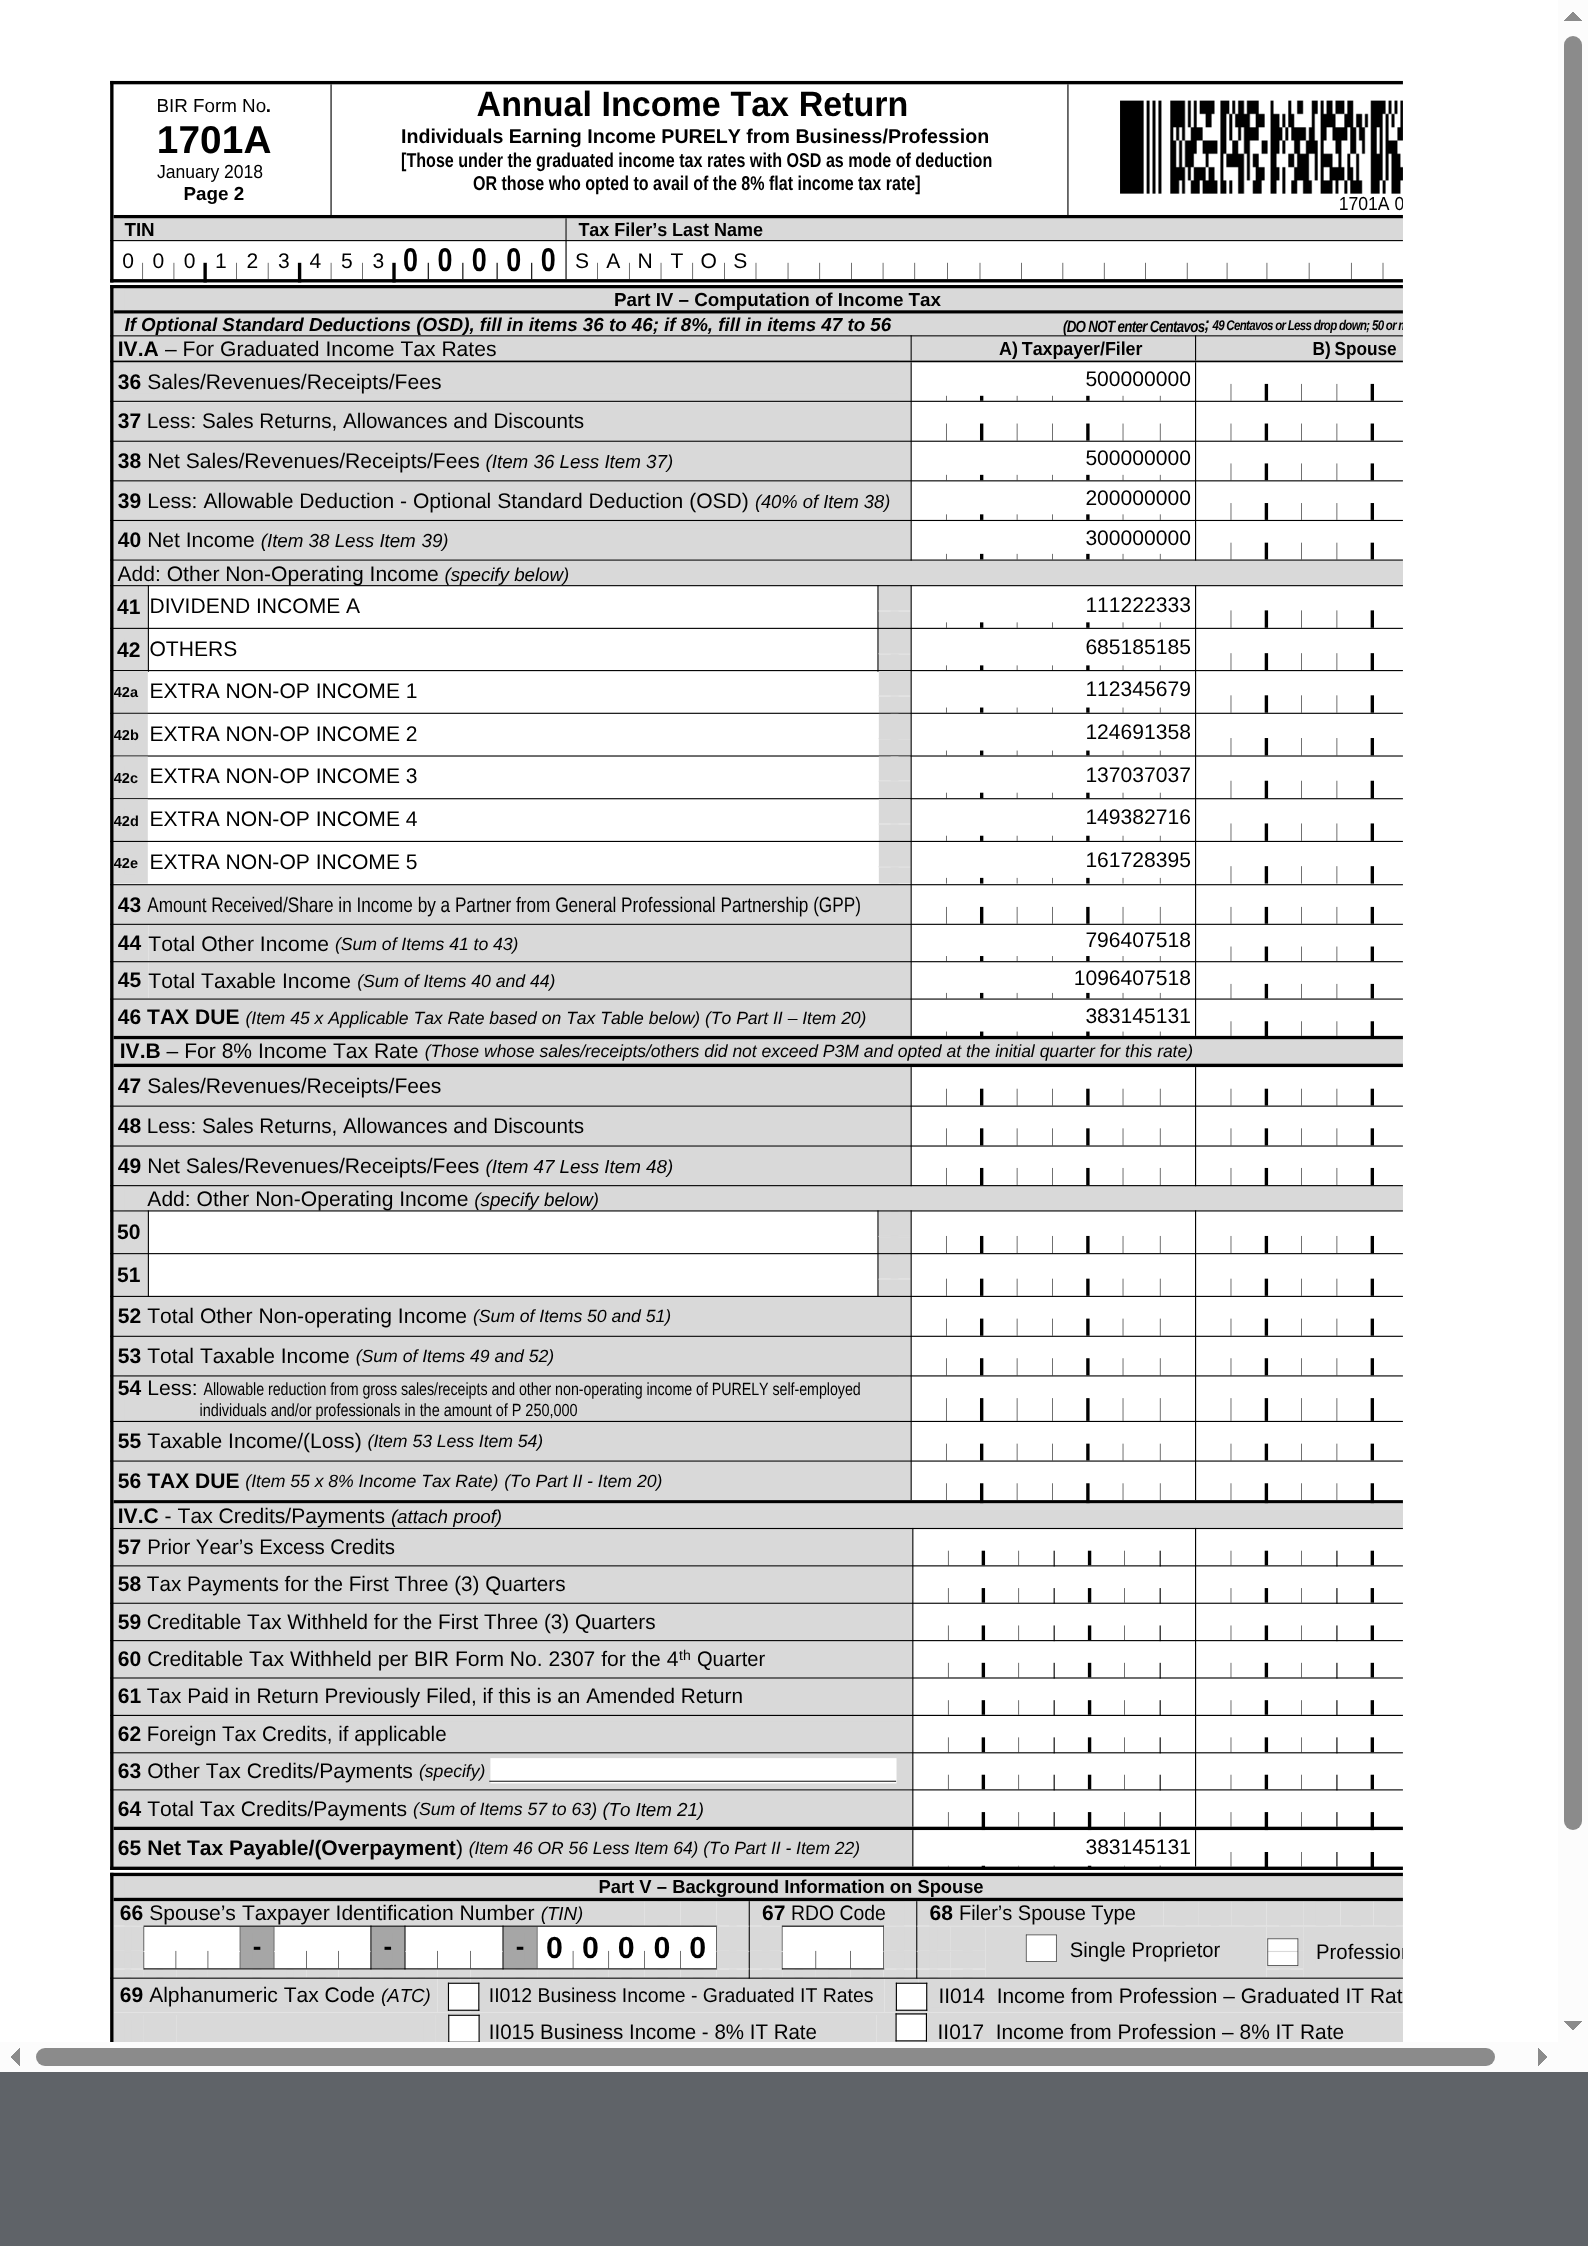 BIR Form No.
1701A
January 2018
Page 2
Annual Income Tax Return
Individuals Earning Income PURELY from Business/Profession
[Those under the graduated income tax rates with OSD as mode of deduction
OR those who opted to avail of the 8% flat income tax rate]
1701A 0
TIN Tax Filer's Last Name
0 0 0 1 2 3 4 5 3 0 0 0 0 0 S A N T O S
Part IV – Computation of Income Tax
If Optional Standard Deductions (OSD), fill in items 36 to 46; if 8%, fill in items 47 to 56 (DO NOT enter Centavos; 49 Centavos or Less drop down; 50 or
IV.A – For Graduated Income Tax Rates A) Taxpayer/Filer B) Spouse
36 Sales/Revenues/Receipts/Fees 500000000
37 Less: Sales Returns, Allowances and Discounts
38 Net Sales/Revenues/Receipts/Fees (Item 36 Less Item 37) 500000000
39 Less: Allowable Deduction - Optional Standard Deduction (OSD) (40% of Item 38) 200000000
40 Net Income (Item 38 Less Item 39) 300000000
Add: Other Non-Operating Income (specify below)
41 DIVIDEND INCOME A 111222333
42 OTHERS 685185185
42a EXTRA NON-OP INCOME 1 112345679
42b EXTRA NON-OP INCOME 2 124691358
42c EXTRA NON-OP INCOME 3 137037037
42d EXTRA NON-OP INCOME 4 149382716
42e EXTRA NON-OP INCOME 5 161728395
43 Amount Received/Share in Income by a Partner from General Professional Partnership (GPP)
44 Total Other Income (Sum of Items 41 to 43) 796407518
45 Total Taxable Income (Sum of Items 40 and 44) 1096407518
46 TAX DUE (Item 45 x Applicable Tax Rate based on Tax Table below) (To Part II – Item 20) 383145131
IV.B – For 8% Income Tax Rate (Those whose sales/receipts/others did not exceed P3M and opted at the initial quarter for this rate)
47 Sales/Revenues/Receipts/Fees
48 Less: Sales Returns, Allowances and Discounts
49 Net Sales/Revenues/Receipts/Fees (Item 47 Less Item 48)
Add: Other Non-Operating Income (specify below)
50
51
52 Total Other Non-operating Income (Sum of Items 50 and 51)
53 Total Taxable Income (Sum of Items 49 and 52)
54 Less: Allowable reduction from gross sales/receipts and other non-operating income of PURELY self-employed
individuals and/or professionals in the amount of P 250,000
55 Taxable Income/(Loss) (Item 53 Less Item 54)
56 TAX DUE (Item 55 x 8% Income Tax Rate) (To Part II - Item 20)
IV.C - Tax Credits/Payments (attach proof)
57 Prior Year's Excess Credits
58 Tax Payments for the First Three (3) Quarters
59 Creditable Tax Withheld for the First Three (3) Quarters
60 Creditable Tax Withheld per BIR Form No. 2307 for the 4th Quarter
61 Tax Paid in Return Previously Filed, if this is an Amended Return
62 Foreign Tax Credits, if applicable
63 Other Tax Credits/Payments (specify)
64 Total Tax Credits/Payments (Sum of Items 57 to 63) (To Item 21)
65 Net Tax Payable/(Overpayment) (Item 46 OR 56 Less Item 64) (To Part II - Item 22) 383145131
Part V – Background Information on Spouse
66 Spouse's Taxpayer Identification Number (TIN) 67 RDO Code 68 Filer's Spouse Type
- - - 0 0 0 0 0 Single Proprietor Professio
69 Alphanumeric Tax Code (ATC) II012 Business Income - Graduated IT Rates II014 Income from Profession – Graduated IT Rat
II015 Business Income - 8% IT Rate II017 Income from Profession – 8% IT Rate